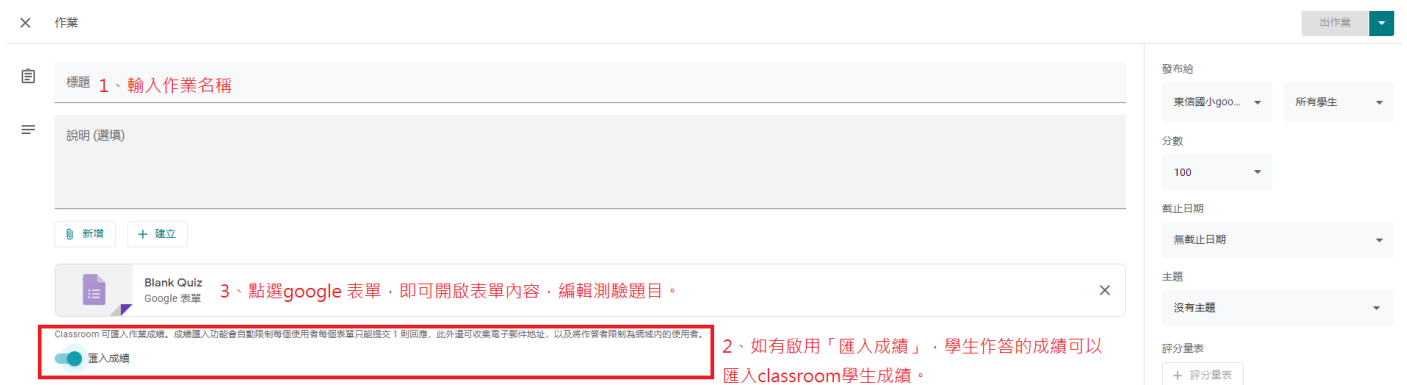 作業
出作業
標題 1、輸入作業名稱
說明 (選填)
新增
建立
Blank Quiz
Google 表單
3、點選google 表單，即可開啟表單內容，編輯測驗題目。
Classroom 可匯入作業成績。成績匯入功能會自動限制每個使用者每個表單只能提交 1 則回應，此外還可收集電子郵件地址，以及將作答者限制為網域內的使用者。
匯入成績
2、如有啟用「匯入成績」，學生作答的成績可以
匯入classroom學生成績。
發布給
東信國小goo...
所有學生
分數
100
截止日期
無截止日期
主題
沒有主題
評分量表
+ 評分量表